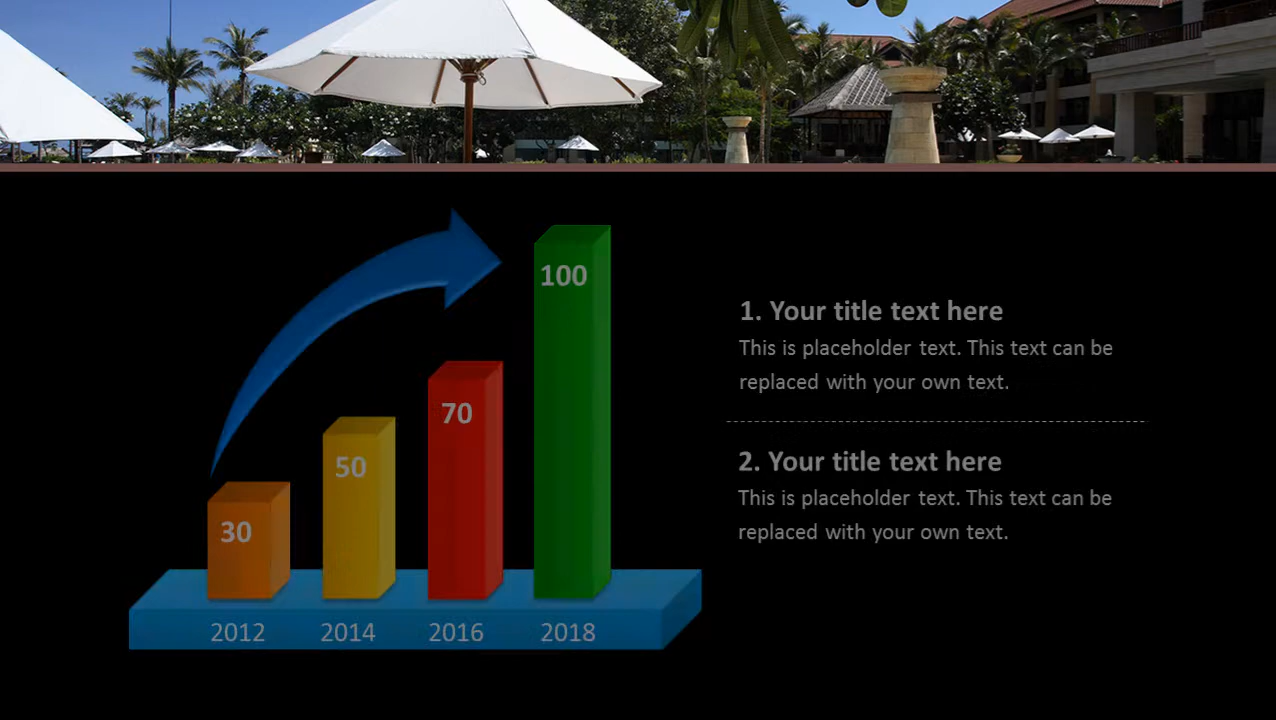 100
1. Your title text here
This is placeholder text. This text can be
replaced with your own text.
70
50
2. Your title text here
This is placeholder text. This text can be
replaced with your own text.
30
2012 2014 2016 2018